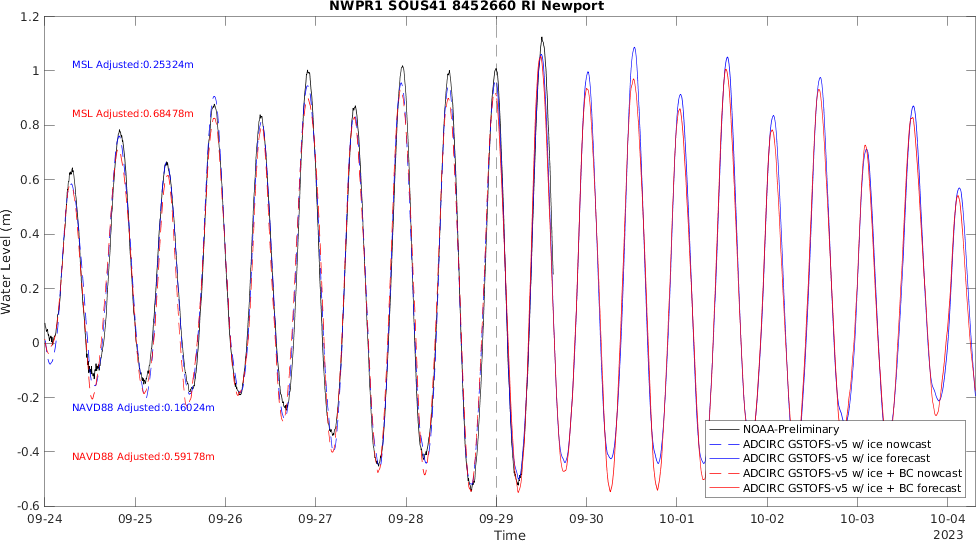 NWPR1 SOUS41 8452660 RI Newport
1.2
1
0.8
0.6
0.4
0.2
0
-0.2
-0.4
-0.6
Water Level (m)
MSL Adjusted:0.25324m
MSL Adjusted:0.68478m
NAVD88 Adjusted:0.16024m
NAVD88 Adjusted:0.59178m
NOAA-Preliminary
ADCIRC GSTOFS-v5 w/ ice nowcast
ADCIRC GSTOFS-v5 w/ ice forecast
ADCIRC GSTOFS-v5 w/ ice + BC nowcast
ADCIRC GSTOFS-v5 w/ ice + BC forecast
09-24 09-25 09-26 09-27 09-28 09-29 09-30 10-01 10-02 10-03 10-04
Time
2023